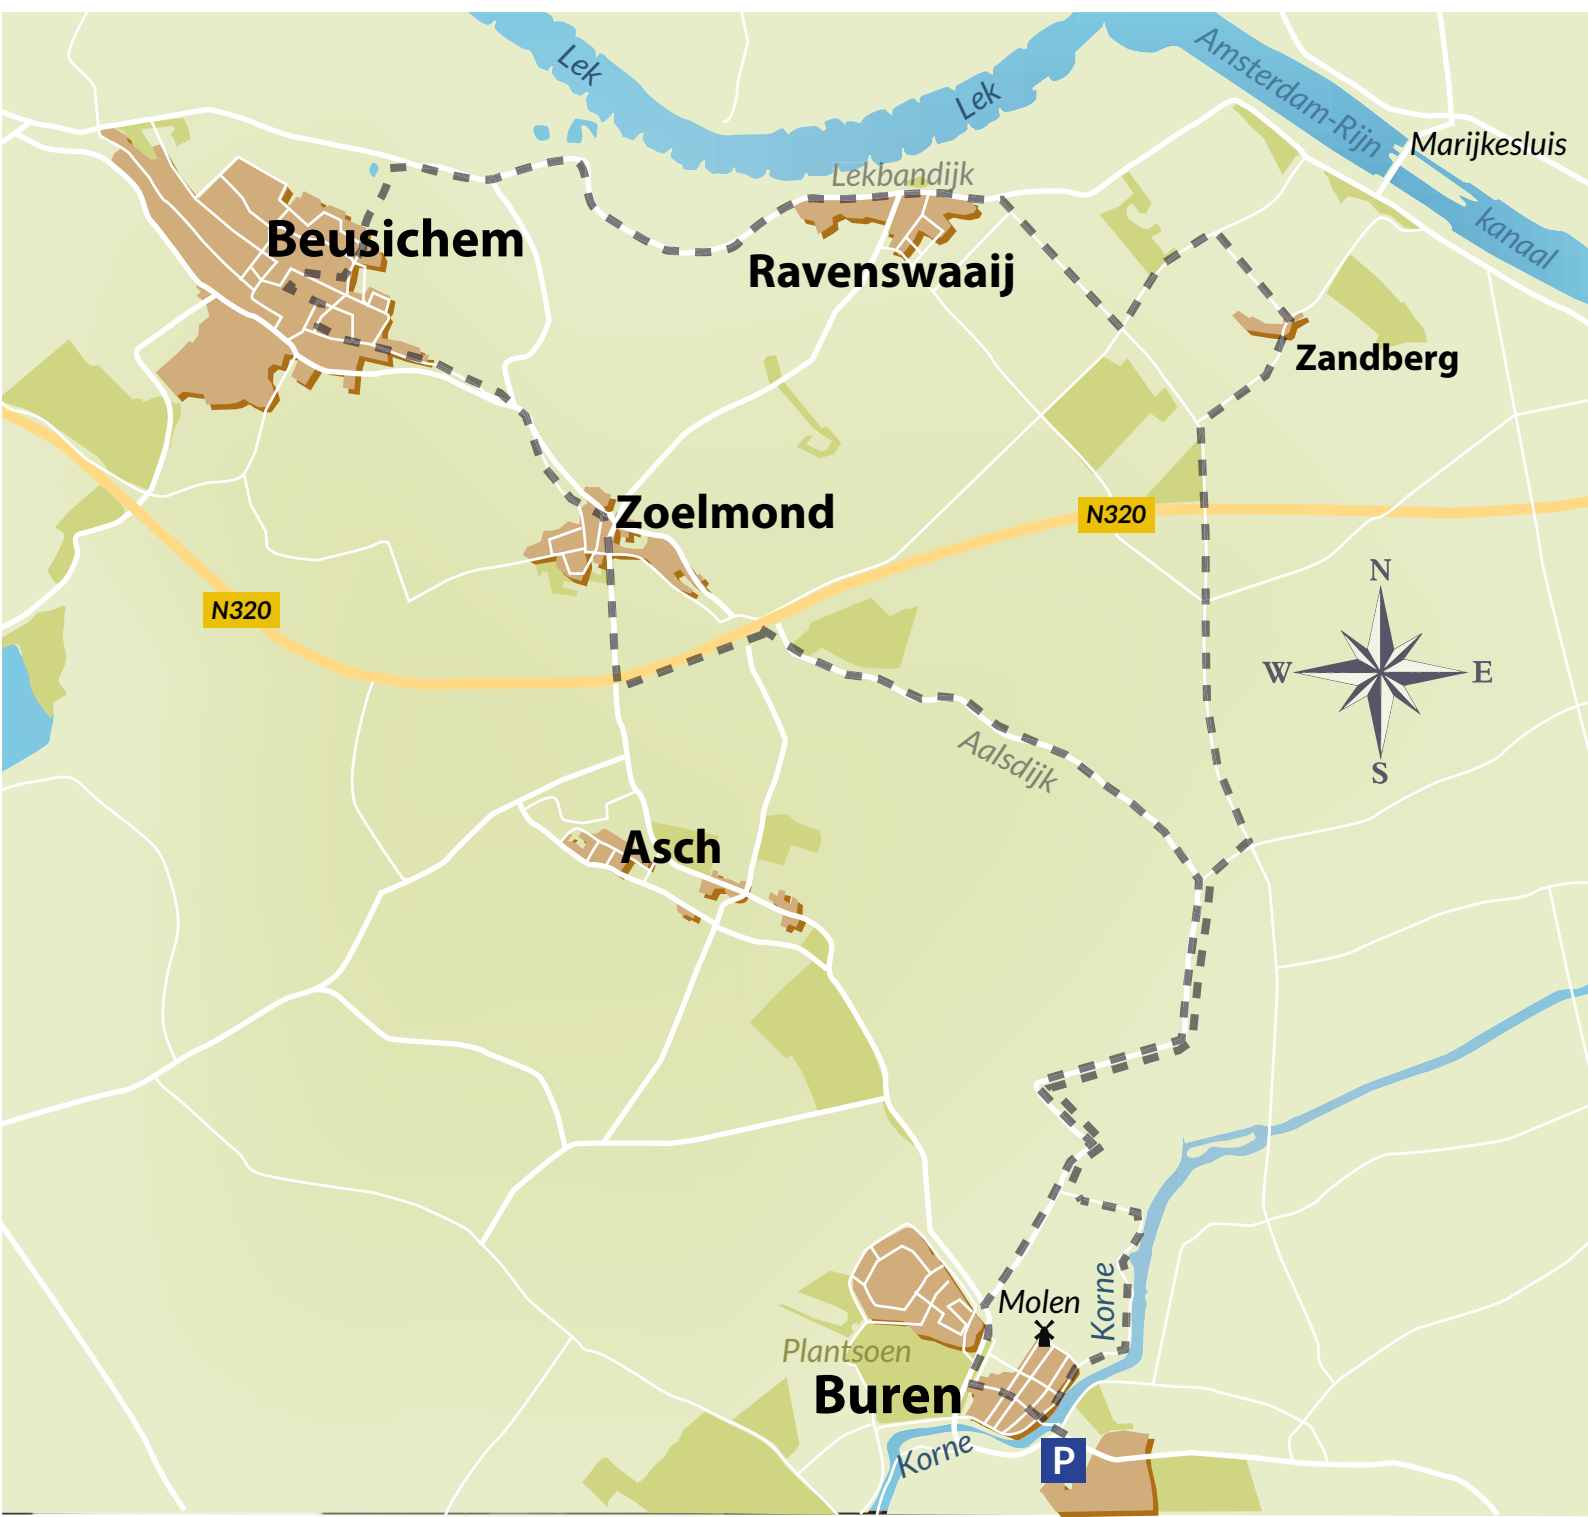 Lek
Lek
Amsterdam-Rijn
kanaal
Marijkesluis
Lekbandijk
Beusichem
Ravenswaaij
Zandberg
Zoelmond
N320
N320
N
W
E
S
Aalsdijk
Asch
Molen
Korne
Plantsoen
Buren
Korne
P